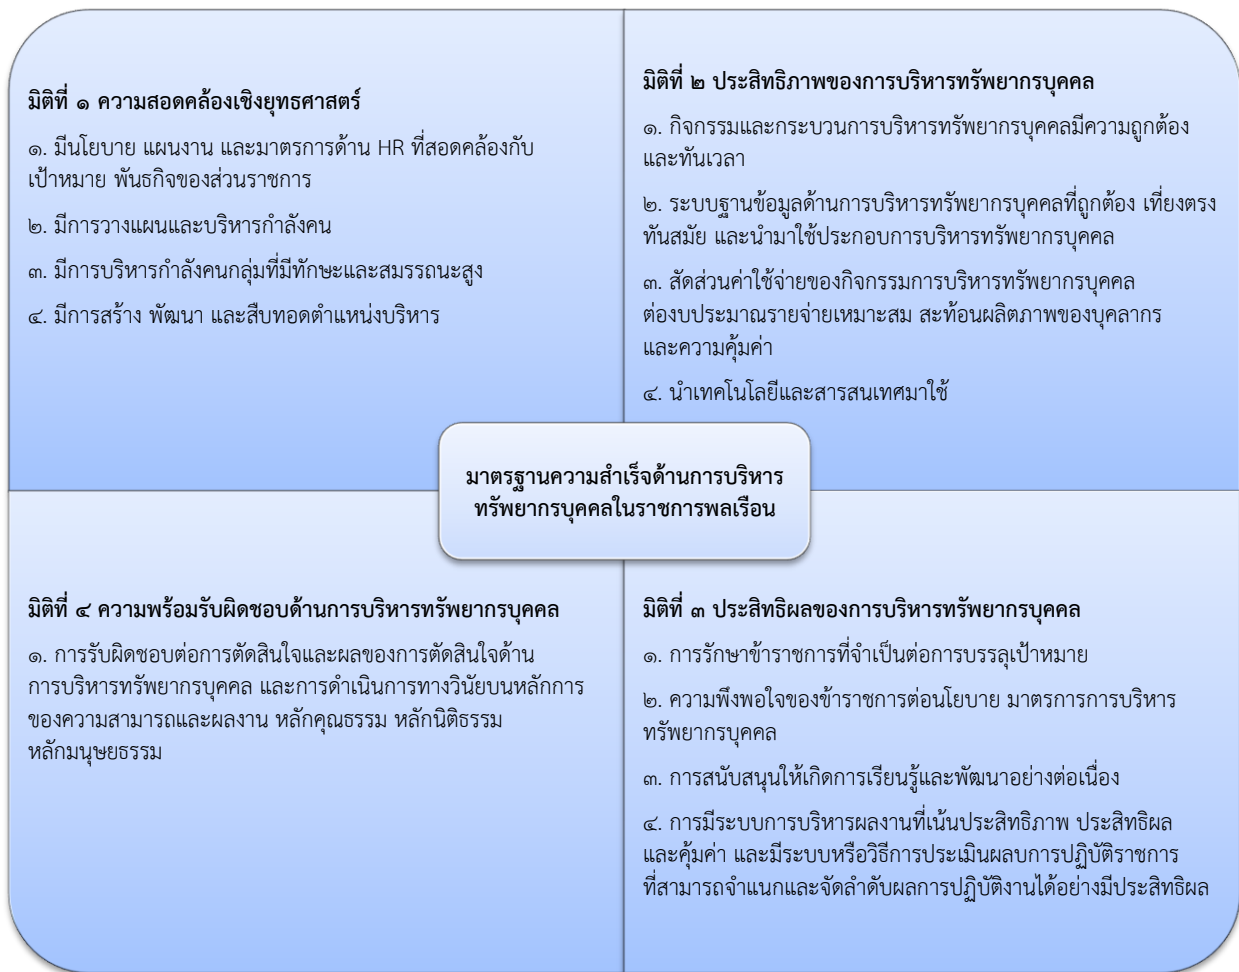 มิติที่ ๑ ความสอดคล้องเชิงยุทธศาสตร์
๑. มีนโยบาย แผนงาน และมาตรการด้าน HR ที่สอดคล้องกับ
เป้าหมาย พันธกิจของส่วนราชการ
๒. มีการวางแผนและบริหารกำลังคน
๓. มีการบริหารกำลังคนกลุ่มที่มีทักษะและสมรรถนะสูง
๔. มีการสร้าง พัฒนา และสืบทอดตำแหน่งบริหาร
มิติที่ ๒ ประสิทธิภาพของการบริหารทรัพยากรบุคคล
๑. กิจกรรมและกระบวนการบริหารทรัพยากรบุคคลมีความถูกต้อง
และทันเวลา
๒. ระบบฐานข้อมูลด้านการบริหารทรัพยากรบุคคลที่ถูกต้อง เที่ยงตรง
ทันสมัย และนำมาใช้ประกอบการบริหารทรัพยากรบุคคล
๓. สัดส่วนค่าใช้จ่ายของกิจกรรมการบริหารทรัพยากรบุคคล
ต่องบประมาณรายจ่ายเหมาะสม สะท้อนผลิตภาพของบุคลากร
และความคุ้มค่า
๔. นำเทคโนโลยีและสารสนเทศมาใช้
มาตรฐานความสำเร็จด้านการบริหาร
ทรัพยากรบุคคลในราชการพลเรือน
มิติที่ ๔ ความพร้อมรับผิดชอบด้านการบริหารทรัพยากรบุคคล
๑. การรับผิดชอบต่อการตัดสินใจและผลของการตัดสินใจด้าน
การบริหารทรัพยากรบุคคล และการดำเนินการทางวินัยบนหลักการ
ของความสามารถและผลงาน หลักคุณธรรม หลักนิติธรรม
หลักมนุษยธรรม
มิติที่ ๓ ประสิทธิผลของการบริหารทรัพยากรบุคคล
๑. การรักษาข้าราชการที่จำเป็นต่อการบรรลุเป้าหมาย
๒. ความพึงพอใจของข้าราชการต่อนโยบาย มาตรการการบริหาร
ทรัพยากรบุคคล
๓. การสนับสนุนให้เกิดการเรียนรู้และพัฒนาอย่างต่อเนื่อง
๔. การมีระบบการบริหารผลงานที่เน้นประสิทธิภาพ ประสิทธิผล
และคุ้มค่า และมีระบบหรือวิธีการประเมินผลบการปฏิบัติราชการ
ที่สามารถจำแนกและจัดลำดับผลการปฏิบัติงานได้อย่างมีประสิทธิผล